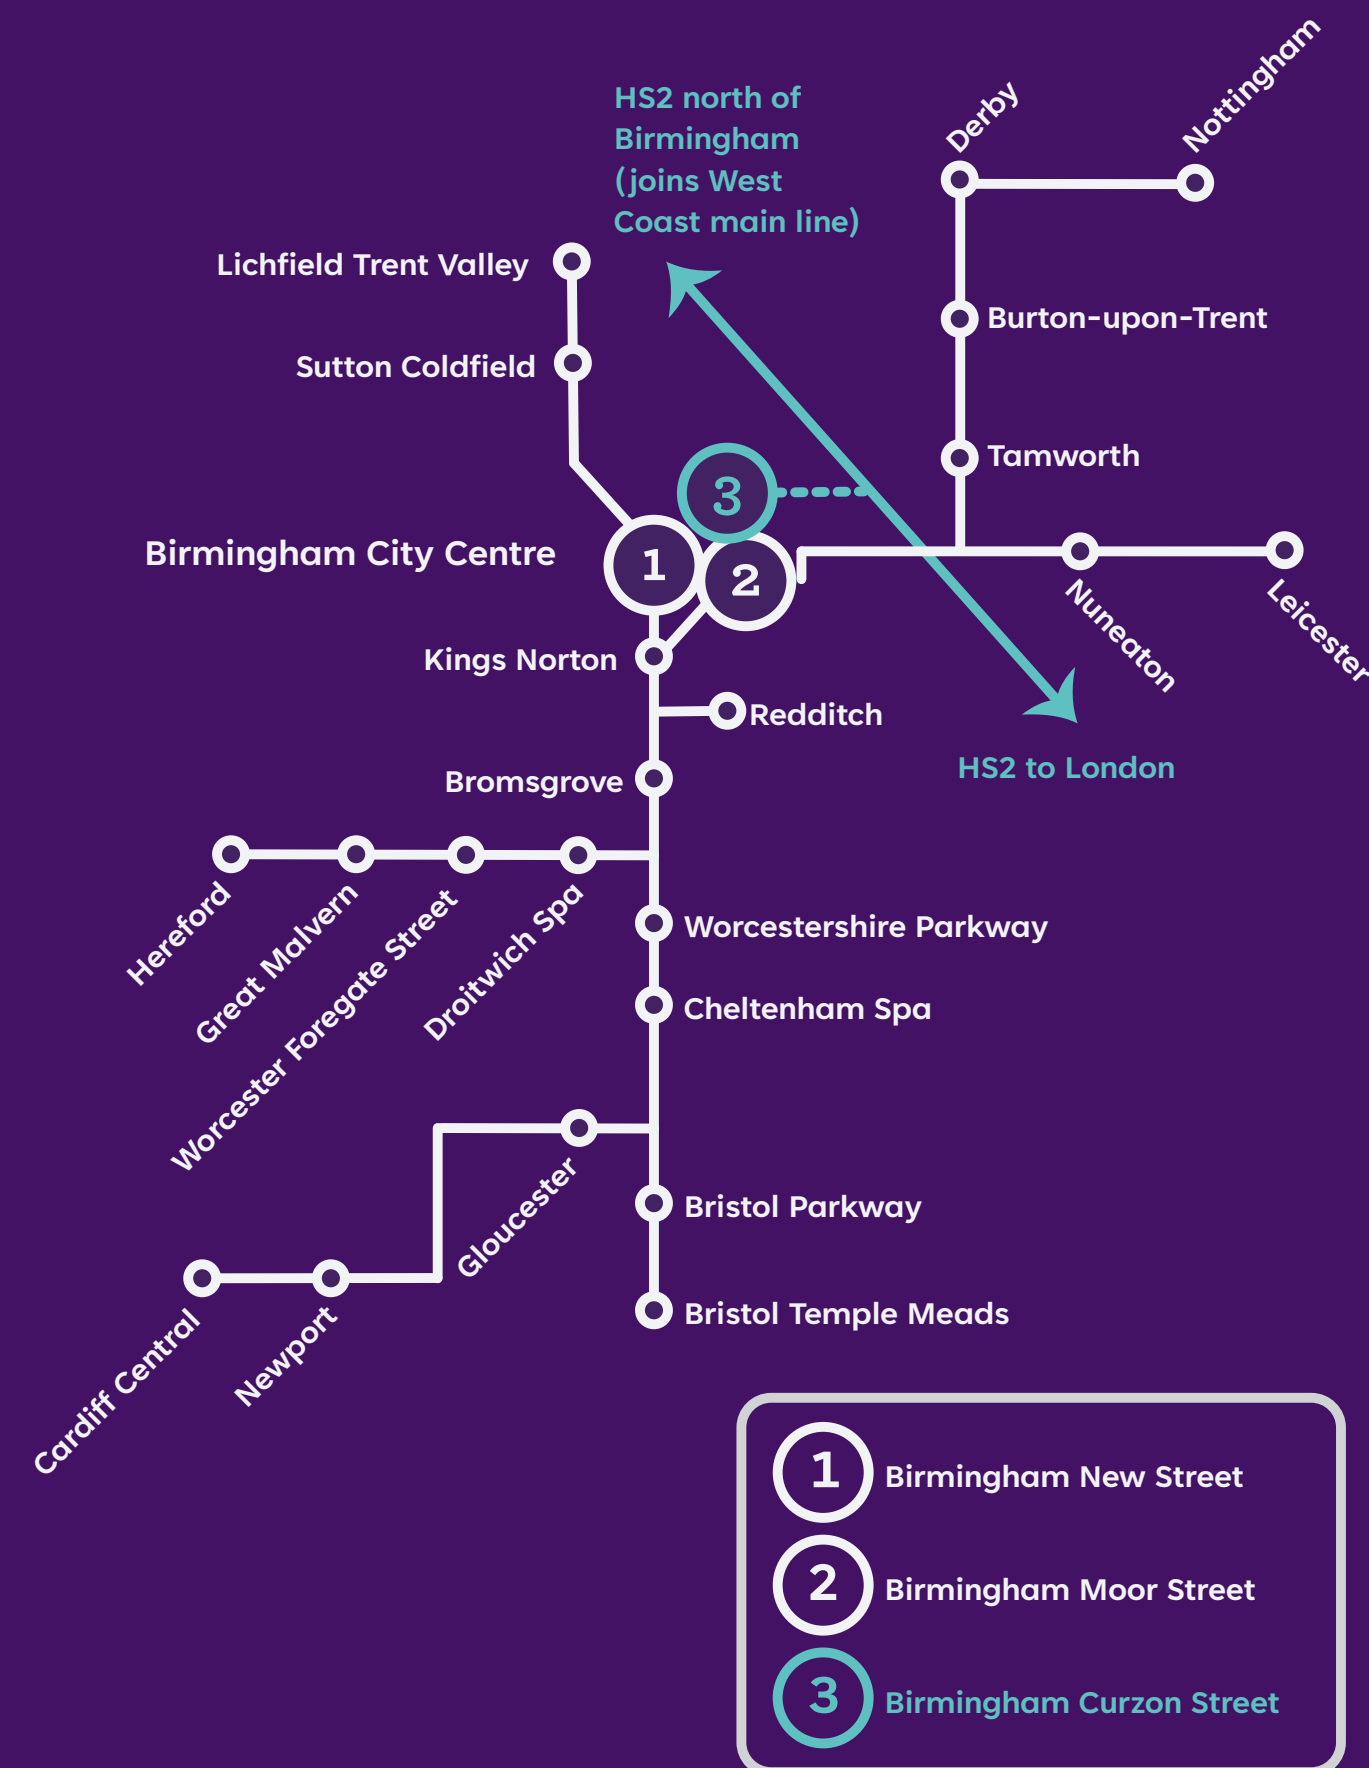 HS2 north of
Birmingham
(joins West
Coast main line)
Derby
Nottingham
Lichfield Trent Valley
Burton-upon-Trent
Sutton Coldfield
Tamworth
3
Birmingham City Centre
1
2
Nuneaton
Leicester
Kings Norton
Redditch
Bromsgrove
HS2 to London
Hereford
Great Malvern
Worcester Foregate Street
Droitwich Spa
Worcestershire Parkway
Cheltenham Spa
Gloucester
Bristol Parkway
Cardiff Central
Newport
Bristol Temple Meads
1 Birmingham New Street
2 Birmingham Moor Street
3 Birmingham Curzon Street